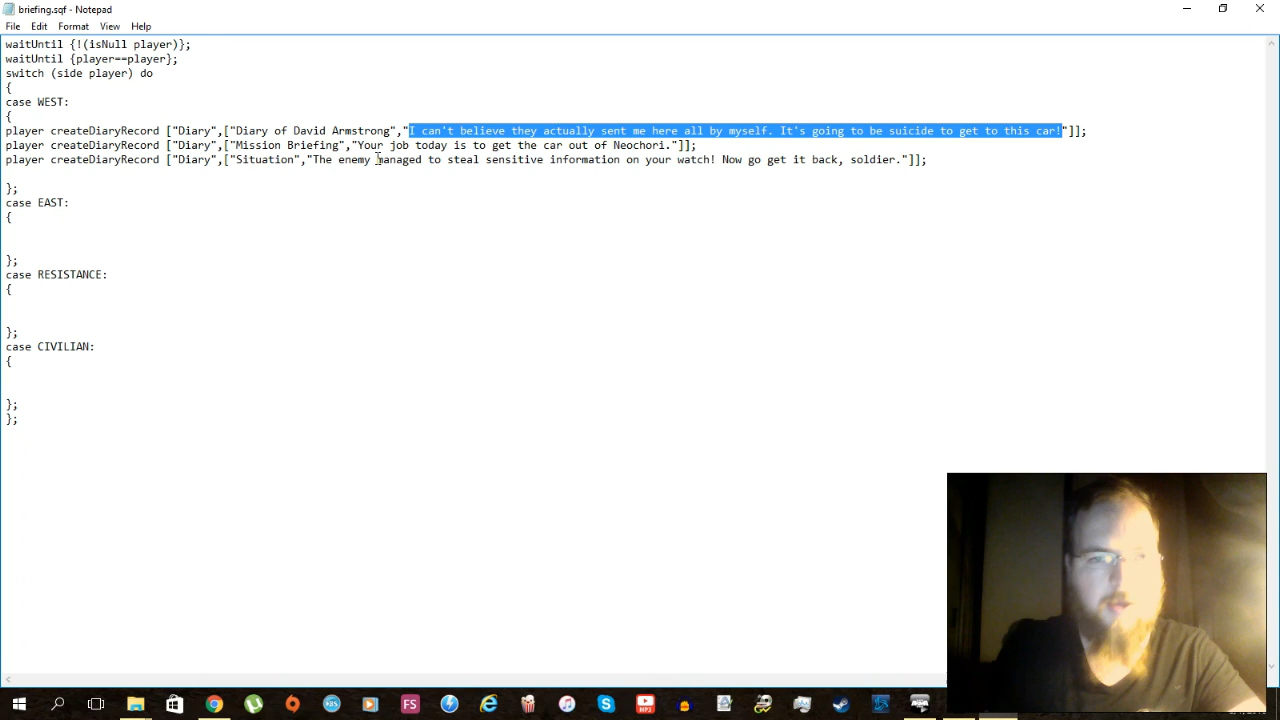 briefing.sqf - Notepad
File Edit Format View Help
waitUntil {!(isNull player)};
waitUntil {player==player};
switch (side player) do
{
case WEST:
{
player createDiaryRecord ["Diary",["Diary of David Armstrong","I can't believe they actually sent me here all by myself. It's going to be suicide to get to this car!"]];
player createDiaryRecord ["Diary",["Mission Briefing","Your job today is to get the car out of Neochori."]];
player createDiaryRecord ["Diary",["Situation","The enemy managed to steal sensitive information on your watch! Now go get it back, soldier."]];
};
case EAST:
{
};
case RESISTANCE:
{
};
case CIVILIAN:
{
};
};
FS
MP3